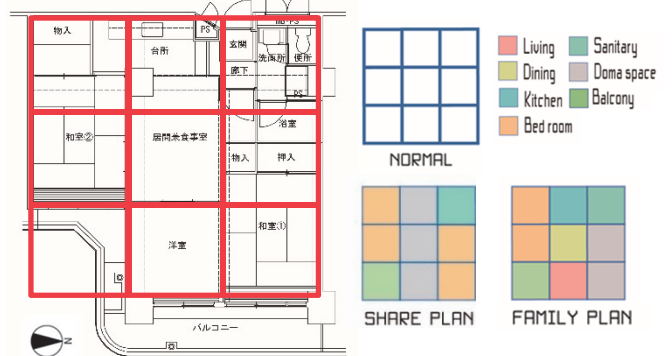 MB・PS
物入
PS
台所
玄関
洗面所
便所
廊下
PS
和室②
居間兼食事室
浴室
物入
押入
洋室
和室①
バルコニー
N
Living
Sanitary
Dining
Doma space
Kitchen
Balcony
Bed room
NORMAL
SHARE PLAN
FAMILY PLAN